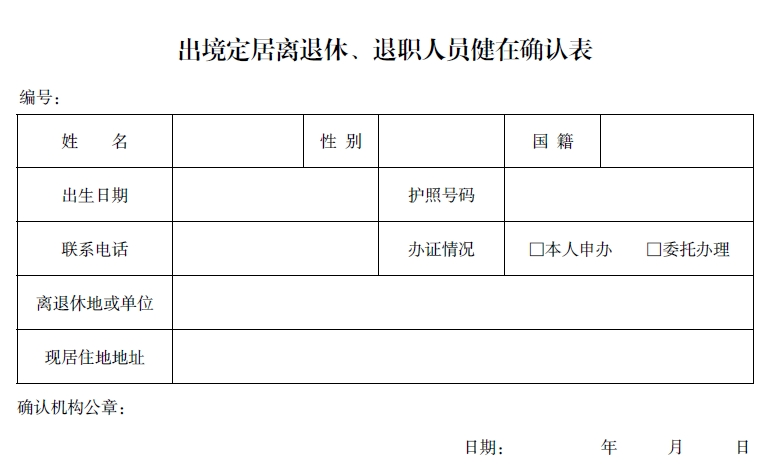 出境定居离退休、退职人员健在确认表
编号：
姓 名 性 别 国 籍
出生日期 护照号码
联系电话 办证情况 □本人申办 □委托办理
离退休地或单位
现居住地地址
确认机构公章：
日期： 年 月 日